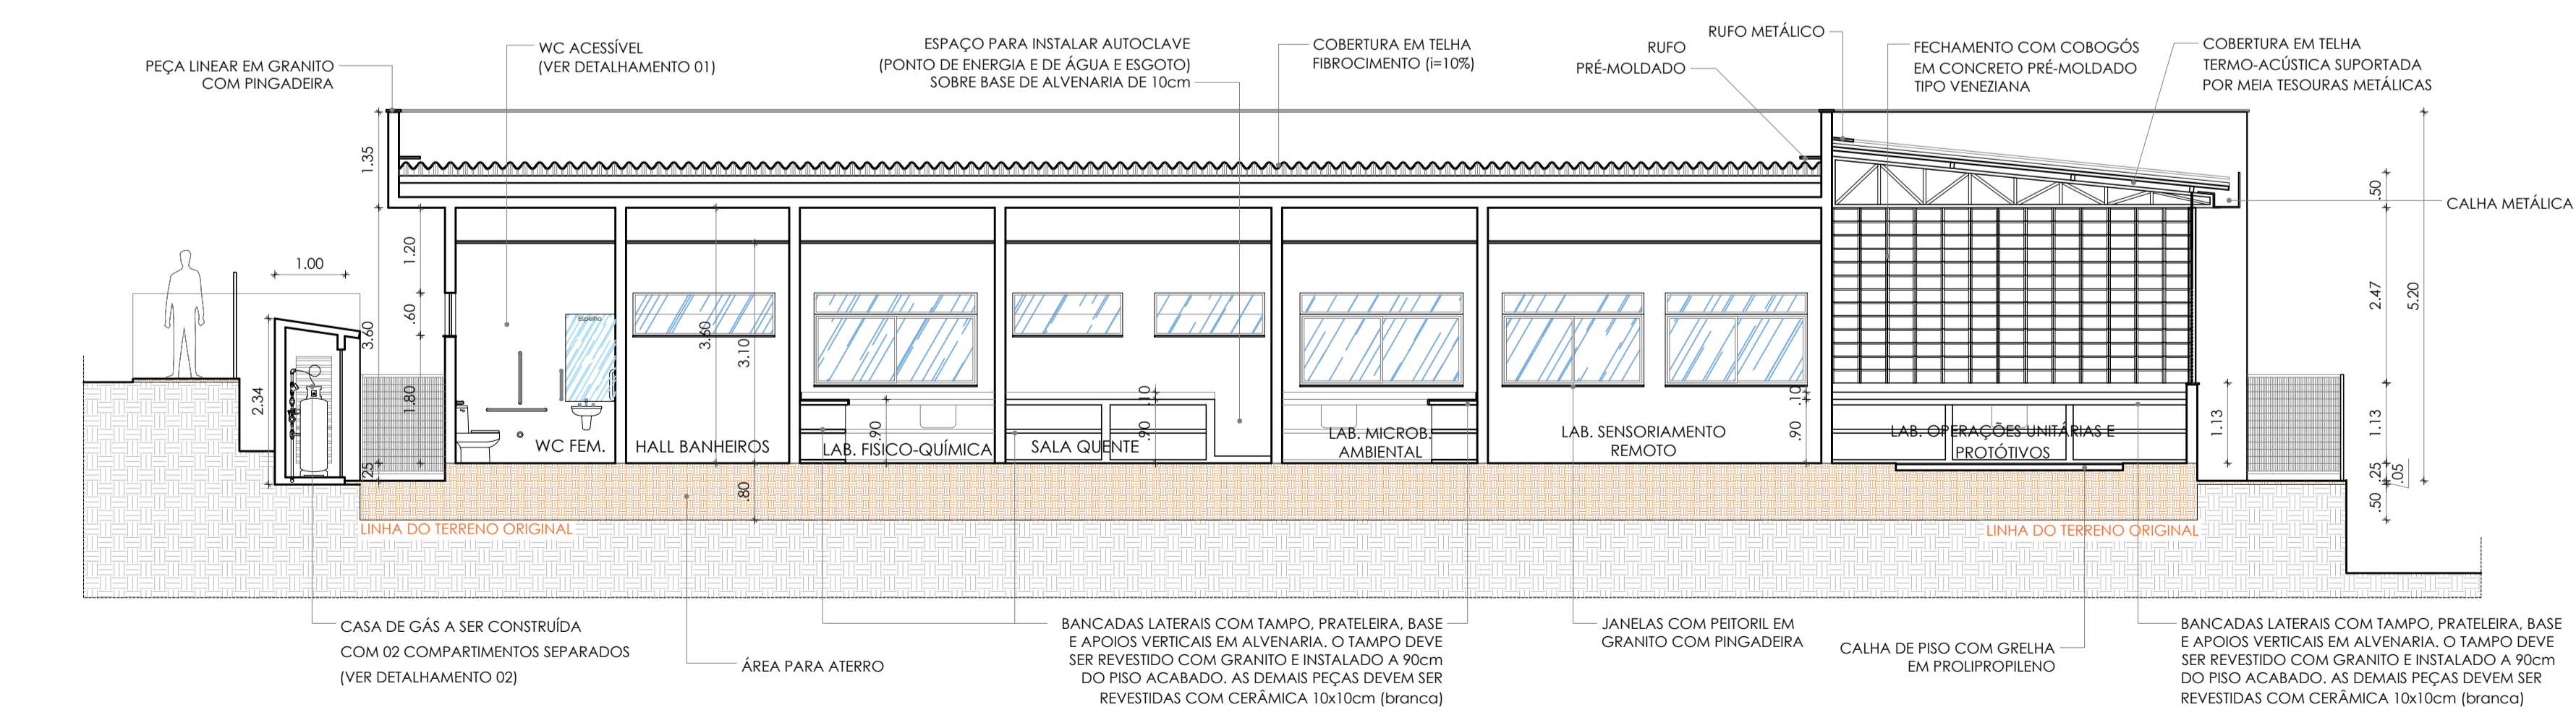 PEÇA LINEAR EM GRANITO
COM PINGADEIRA
WC ACESSÍVEL
(VER DETALHAMENTO 01)
ESPAÇO PARA INSTALAR AUTOCLAVE
(PONTO DE ENERGIA E DE ÁGUA E ESGOTO)
SOBRE BASE DE ALVENARIA DE 10cm
COBERTURA EM TELHA
FIBROCIMENTO (i=10%)
RUFO
PRÉ-MOLDADO
RUFO METÁLICO
FECHAMENTO COM COBOGÓS
EM CONCRETO PRÉ-MOLDADO
TIPO VENEZIANA
COBERTURA EM TELHA
TERMO-ACÚSTICA SUPORTADA
POR MEIA TESOURAS METÁLICAS
CALHA METÁLICA
1.35
1.20
.60
1.80
3.60
.25
1.00
2.34
Espelho
3.60
3.10
.80
.90
.10
.90
.10
.90
1.13
.50
2.47
1.13
.25
.50
.05
5.20
WC FEM.
HALL BANHEIROS
LAB. FISICO-QUÍMICA
SALA QUENTE
LAB. MICROB.
AMBIENTAL
LAB. SENSORIAMENTO
REMOTO
LAB. OPERAÇÕES UNITÁRIAS E
PROTÓTIVOS
LINHA DO TERRENO ORIGINAL
LINHA DO TERRENO ORIGINAL
CASA DE GÁS A SER CONSTRUÍDA
COM 02 COMPARTIMENTOS SEPARADOS
(VER DETALHAMENTO 02)
ÁREA PARA ATERRO
BANCADAS LATERAIS COM TAMPO, PRATELEIRA, BASE
E APOIOS VERTICAIS EM ALVENARIA. O TAMPO DEVE
SER REVESTIDO COM GRANITO E INSTALADO A 90cm
DO PISO ACABADO. AS DEMAIS PEÇAS DEVEM SER
REVESTIDAS COM CERÂMICA 10x10cm (branca)
JANELAS COM PEITORIL EM
GRANITO COM PINGADEIRA
CALHA DE PISO COM GRELHA
EM PROLIPROPILENO
BANCADAS LATERAIS COM TAMPO, PRATELEIRA, BASE
E APOIOS VERTICAIS EM ALVENARIA. O TAMPO DEVE
SER REVESTIDO COM GRANITO E INSTALADO A 90cm
DO PISO ACABADO. AS DEMAIS PEÇAS DEVEM SER
REVESTIDAS COM CERÂMICA 10x10cm (branca)